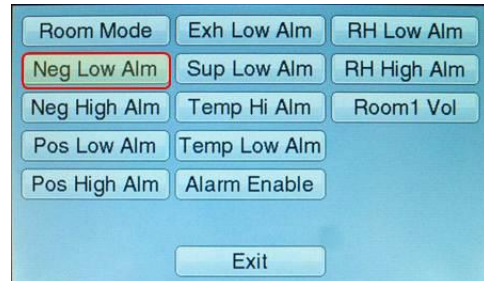 Room Mode
Exh Low Alm
RH Low Alm
Neg Low Alm
Sup Low Alm
RH High Alm
Neg High Alm
Temp Hi Alm
Room1 Vol
Pos Low Alm
Temp Low Alm
Pos High Alm
Alarm Enable
Exit